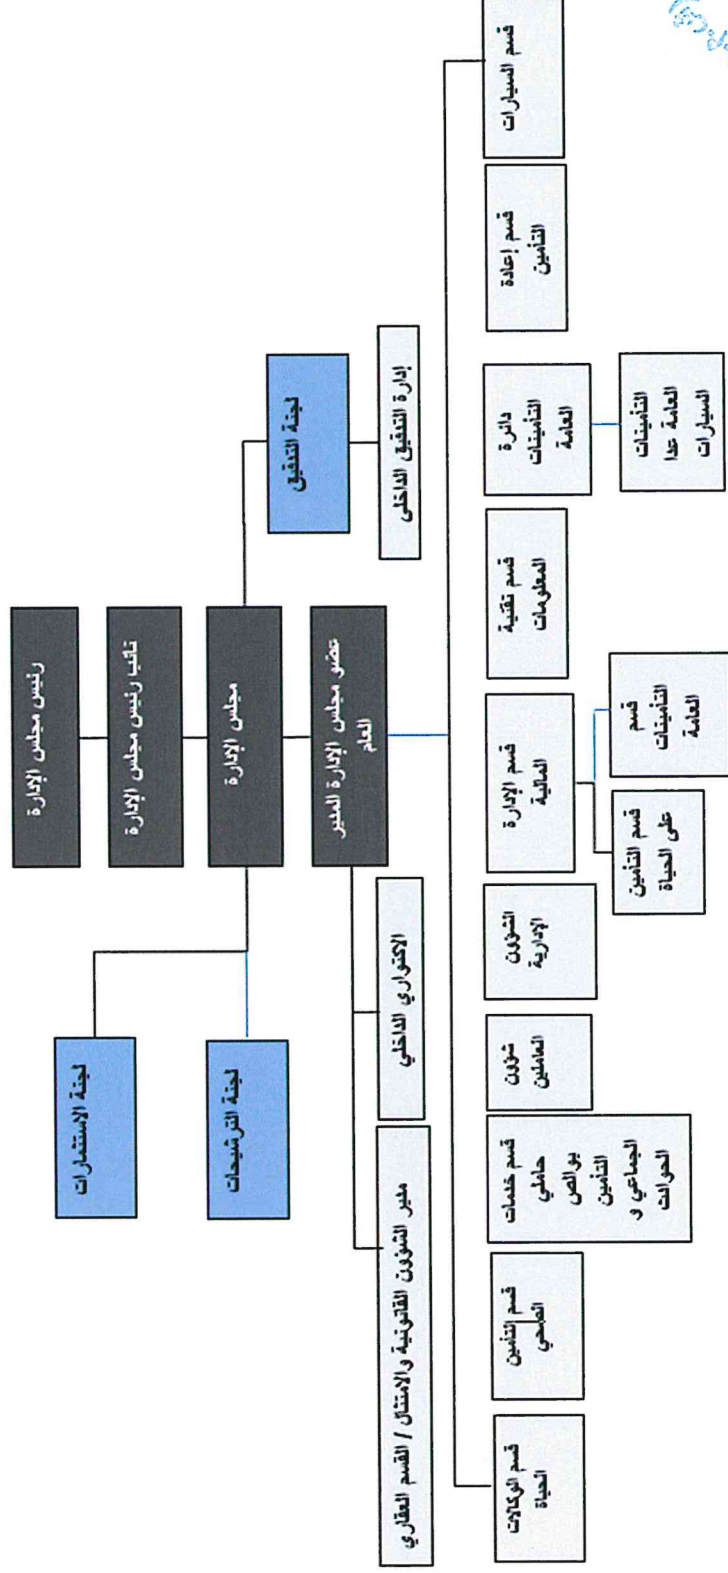 رئيس مجلس الإدارة
نائب رئيس مجلس الإدارة
مجلس الإدارة
عضو مجلس الإدارة المدير
العام
لجنة التدقيق
إدارة التدقيق الداخلي
لجنة الاستثمارات
لجنة الترشيحات
الاكتواري الداخلي
مدير الشؤون القانونية والامتثال / القسم العقاري
قسم السيارات
قسم إعادة
التأمين
دائرة
التأمينات
العامة
التأمينات
العامة عدا
السيارات
قسم تقنية
المعلومات
قسم الإدارة
المالية
قسم
التأمينات
العامة
قسم التأمين
على الحياة
الشؤون
الإدارية
شؤون
العاملين
قسم خدمات
حاملي
بوالص
التأمين
الجماعي و
الحوادث
قسم التأمين
الصحي
قسم الوكالات
الحياة